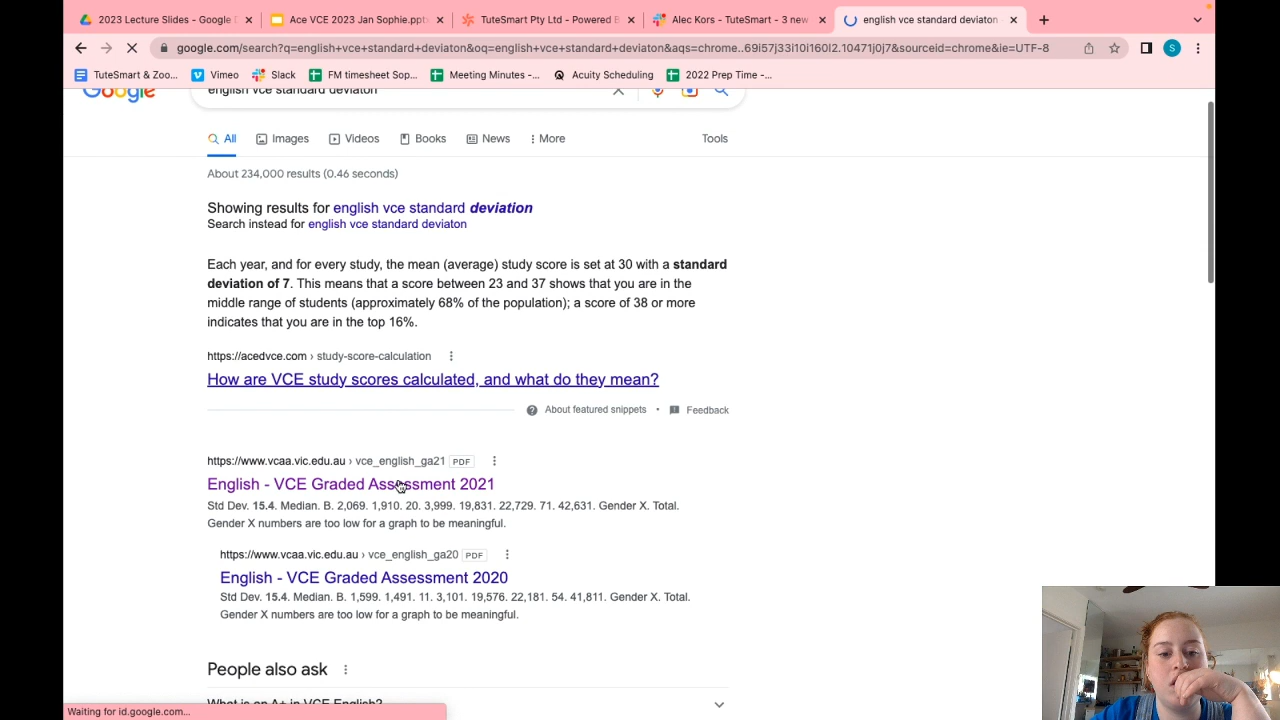 2023 Lecture Slides - Google D
Ace VCE 2023 Jan Sophie.pptx
TuteSmart Pty Ltd - Powered B
Alec Kors - TuteSmart - 3 new
english vce standard deviaton
google.com/search?q=english+vce+standard+deviaton&oq=english+vce+standard+deviaton&aqs=chrome..69i57j33i10i160l2.10471j0j7&sourceid=chrome&ie=UTF-8
S
TuteSmart & Zoo...
Vimeo
Slack
FM timesheet Sop...
Meeting Minutes -...
Acuity Scheduling
2022 Prep Time -...
Google
english vce standard deviaton
All
Images
Videos
Books
News
More
Tools
About 234,000 results (0.46 seconds)
Showing results for english vce standard deviation
Search instead for english vce standard deviaton
Each year, and for every study, the mean (average) study score is set at 30 with a standard
deviation of 7. This means that a score between 23 and 37 shows that you are in the
middle range of students (approximately 68% of the population); a score of 38 or more
indicates that you are in the top 16%.
https://acedvce.com › study-score-calculation
How are VCE study scores calculated, and what do they mean?
About featured snippets • Feedback
https://www.vcaa.vic.edu.au › vce_english_ga21 PDF
English - VCE Graded Assessment 2021
Std Dev. 15.4. Median. B. 2,069. 1,910. 20. 3,999. 19,831. 22,729. 71. 42,631. Gender X. Total.
Gender X numbers are too low for a graph to be meaningful.
https://www.vcaa.vic.edu.au › vce_english_ga20 PDF
English - VCE Graded Assessment 2020
Std Dev. 15.4. Median. B. 1,599. 1,491. 11. 3,101. 19,576. 22,181. 54. 41,811. Gender X. Total.
Gender X numbers are too low for a graph to be meaningful.
People also ask
What is an A+ in VCE English?
Waiting for id.google.com...